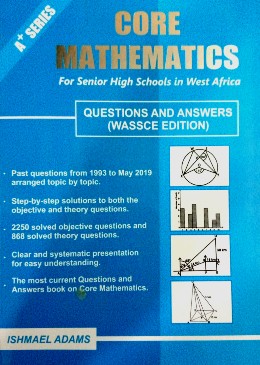 A+ SERIES
CORE
MATHEMATICS
For Senior High Schools in West Africa
QUESTIONS AND ANSWERS
(WASSCE EDITION)
- Past questions from 1993 to May 2019
arranged topic by topic.
- Step-by-step solutions to both the
objective and theory questions.
- 2250 solved objective questions and
868 solved theory questions.
- Clear and systematic presentation
for easy understanding.
- The most current Questions and
Answers book on Core Mathematics.
ISHMAEL ADAMS